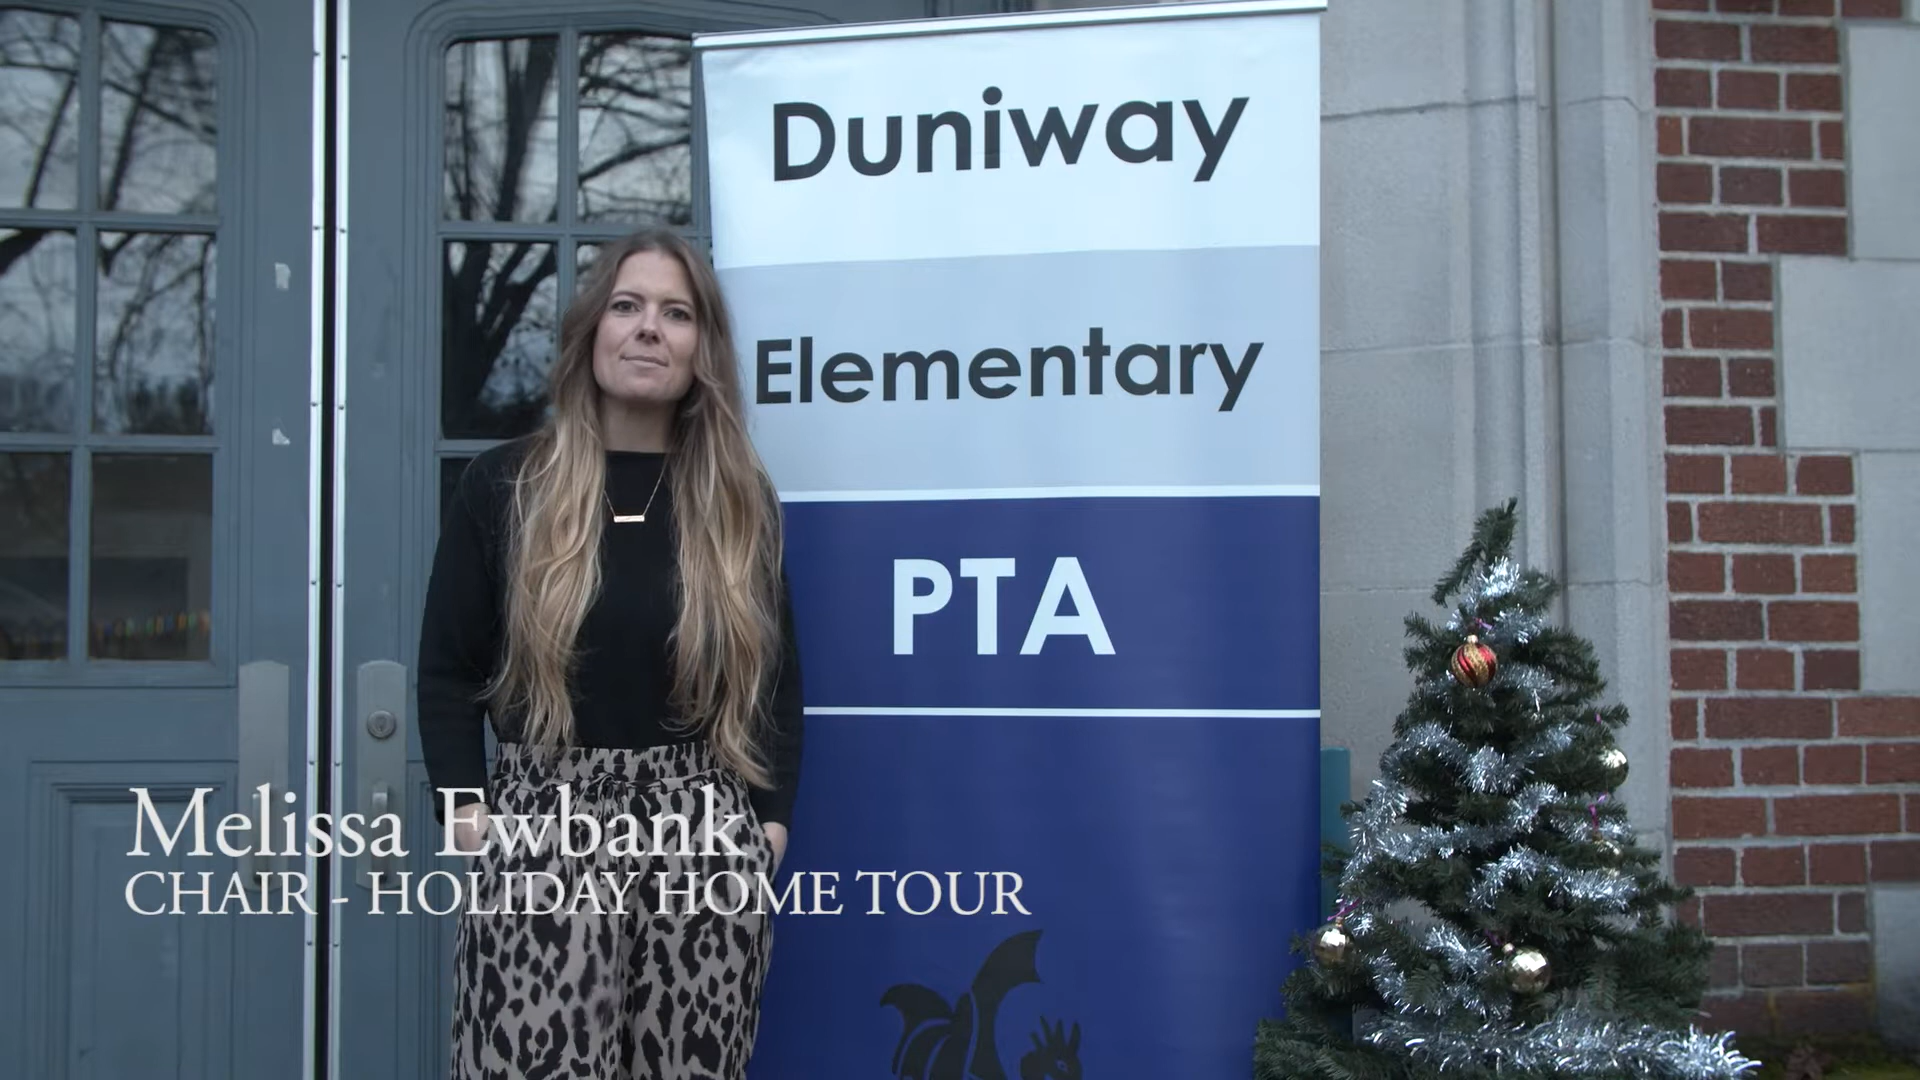 Duniway
Elementary
PTA
Melissa Ewbank
CHAIR - HOLIDAY HOME TOUR